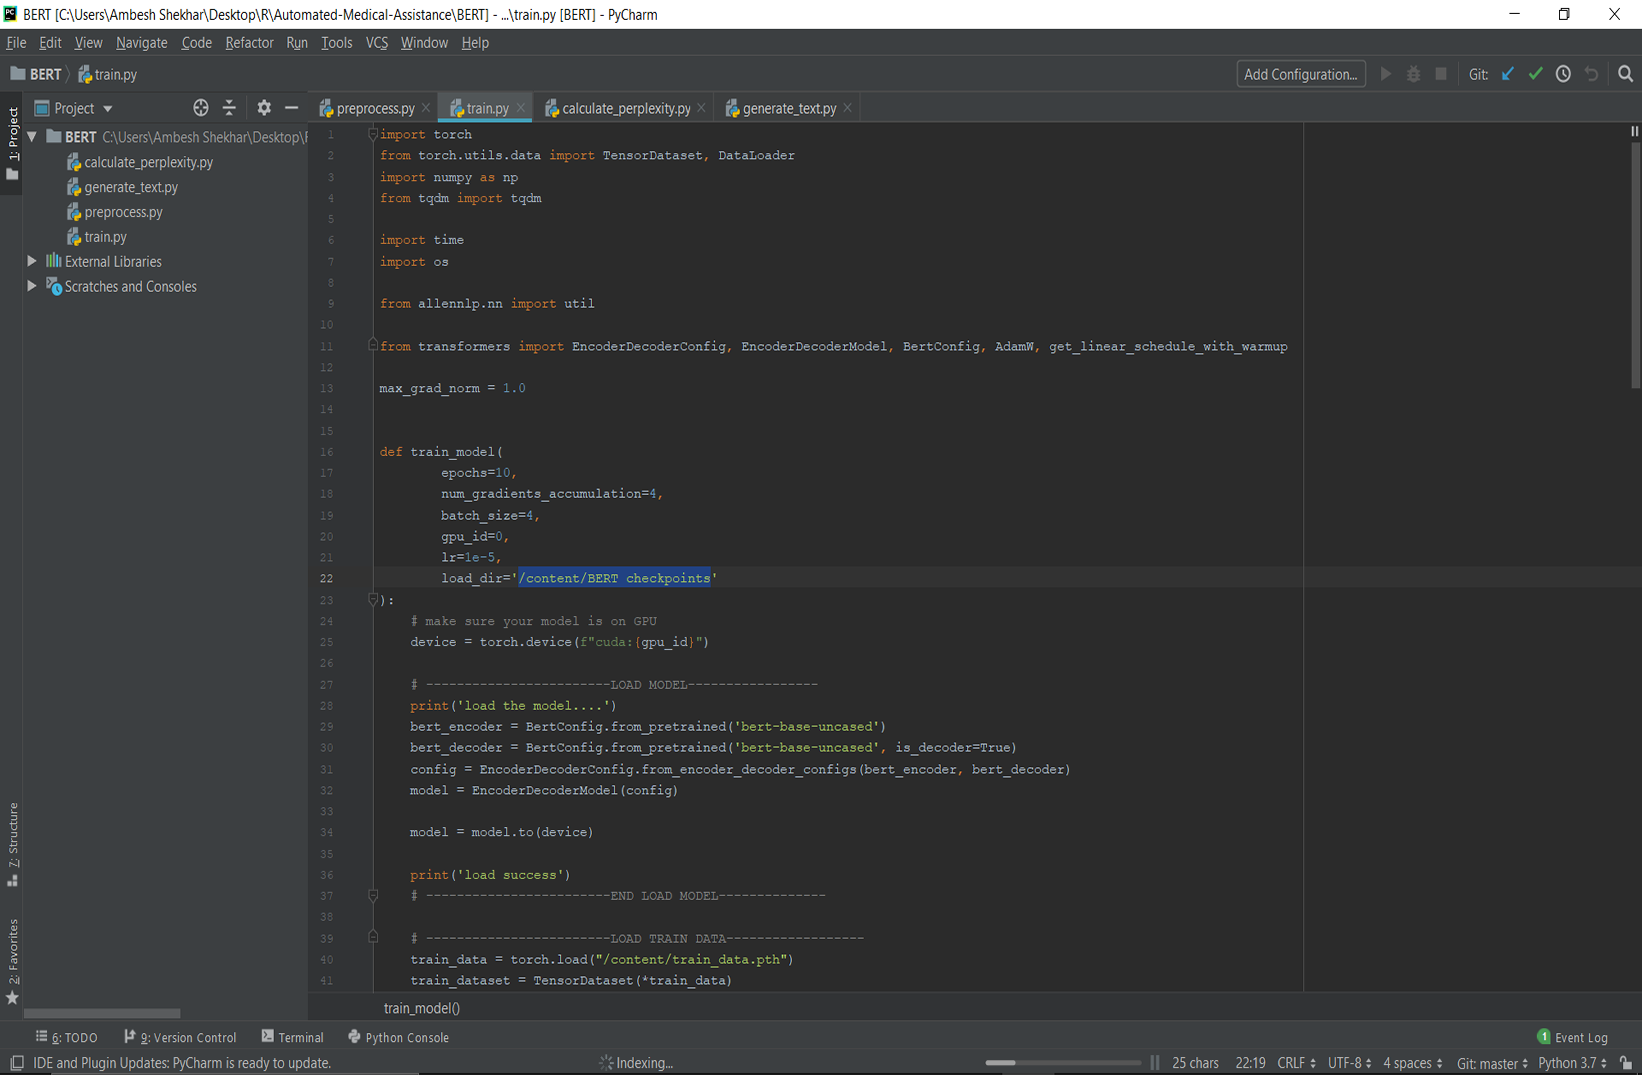 BERT [C:\Users\Ambesh Shekhar\Desktop\R\Automated-Medical-Assistance\BERT] - ...\train.py [BERT] - PyCharm
File Edit View Navigate Code Refactor Run Tools VCS Window Help
BERT train.py Add Configuration... Git:
Project preprocess.py train.py calculate_perplexity.py generate_text.py
1: Project
BERT C:\Users\Ambesh Shekhar\Desktop\
calculate_perplexity.py
generate_text.py
preprocess.py
train.py
External Libraries
Scratches and Consoles
7: Structure
2: Favorites
1 import torch
2 from torch.utils.data import TensorDataset, DataLoader
3 import numpy as np
4 from tqdm import tqdm
5
6 import time
7 import os
8
9 from allennlp.nn import util
10
11 from transformers import EncoderDecoderConfig, EncoderDecoderModel, BertConfig, AdamW, get_linear_schedule_with_warmup
12
13 max_grad_norm = 1.0
14
15
16 def train_model(
17 epochs=10,
18 num_gradients_accumulation=4,
19 batch_size=4,
20 gpu_id=0,
21 lr=1e-5,
22 load_dir='/content/BERT checkpoints'
23 ):
24 # make sure your model is on GPU
25 device = torch.device(f"cuda:{gpu_id}")
26
27 # ------------------------LOAD MODEL-----------------
28 print('load the model....')
29 bert_encoder = BertConfig.from_pretrained('bert-base-uncased')
30 bert_decoder = BertConfig.from_pretrained('bert-base-uncased', is_decoder=True)
31 config = EncoderDecoderConfig.from_encoder_decoder_configs(bert_encoder, bert_decoder)
32 model = EncoderDecoderModel(config)
33
34 model = model.to(device)
35
36 print('load success')
37 # ------------------------END LOAD MODEL--------------
38
39 # ------------------------LOAD TRAIN DATA------------------
40 train_data = torch.load("/content/train_data.pth")
41 train_dataset = TensorDataset(*train_data)
train_model()
6: TODO 9: Version Control Terminal Python Console 1 Event Log
IDE and Plugin Updates: PyCharm is ready to update. Indexing... 25 chars 22:19 CRLF UTF-8 4 spaces Git: master Python 3.7